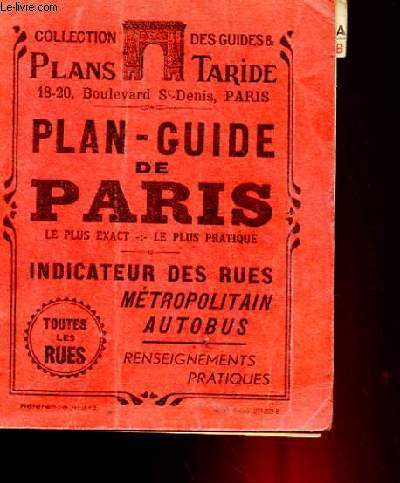 © Le-livre.com
COLLECTION DES GUIDES &
PLANS TARIDE
18-20, Boulevard St-Denis, PARIS
PLAN-GUIDE
DE
PARIS
LE PLUS EXACT -:- LE PLUS PRATIQUE
INDICATEUR DES RUES
MÉTROPOLITAIN
AUTOBUS
TOUTES
LES
RUES
RENSEIGNEMENTS
PRATIQUES
A
B